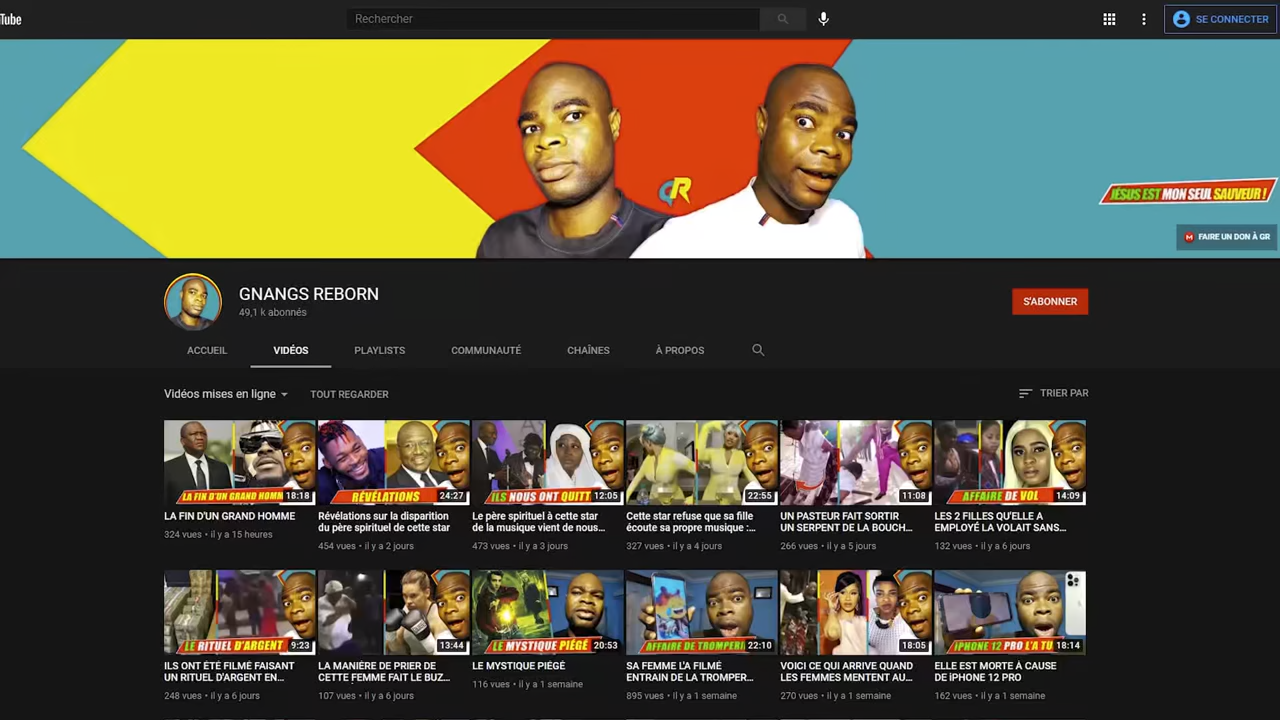 Tube
Rechercher
SE CONNECTER
GR
JÉSUS EST MON SEUL SAUVEUR !
FAIRE UN DON À GR
GNANGS REBORN
49,1 k abonnés
S'ABONNER
ACCUEIL
VIDÉOS
PLAYLISTS
COMMUNAUTÉ
CHAÎNES
À PROPOS
Vidéos mises en ligne
TOUT REGARDER
TRIER PAR
LA FIN D'UN GRAND HOMM
18:18
RÉVÉLATIONS
24:27
ILS NOUS ONT QUITT
12:05
22:55
11:08
AFFAIRE DE VOL
14:09
LA FIN D'UN GRAND HOMME
324 vues • il y a 15 heures
Révélations sur la disparition
du père spirituel de cette star
454 vues • il y a 2 jours
Le père spirituel à cette star
de la musique vient de nous...
473 vues • il y a 3 jours
Cette star refuse que sa fille
écoute sa propre musique :...
327 vues • il y a 4 jours
UN PASTEUR FAIT SORTIR
UN SERPENT DE LA BOUCH...
266 vues • il y a 5 jours
LES 2 FILLES QU'ELLE A
EMPLOYÉ LA VOLAIT SANS...
132 vues • il y a 6 jours
LE RITUEL D'ARGENT
9:23
13:44
LE MYSTIQUE PIÉGÉ
20:53
AFFAIRE DE TROMPERI
22:10
18:05
IPHONE 12 PRO L'A TU
18:14
ILS ONT ÉTÉ FILMÉ FAISANT
UN RITUEL D'ARGENT EN...
248 vues • il y a 6 jours
LA MANIÈRE DE PRIER DE
CETTE FEMME FAIT LE BUZ...
107 vues • il y a 6 jours
LE MYSTIQUE PIÉGÉ
116 vues • il y a 1 semaine
SA FEMME L'A FILMÉ
ENTRAIN DE LA TROMPER...
895 vues • il y a 1 semaine
VOICI CE QUI ARRIVE QUAND
LES FEMMES MENTENT AU...
270 vues • il y a 1 semaine
ELLE EST MORTE À CAUSE
DE iPHONE 12 PRO
162 vues • il y a 1 semaine